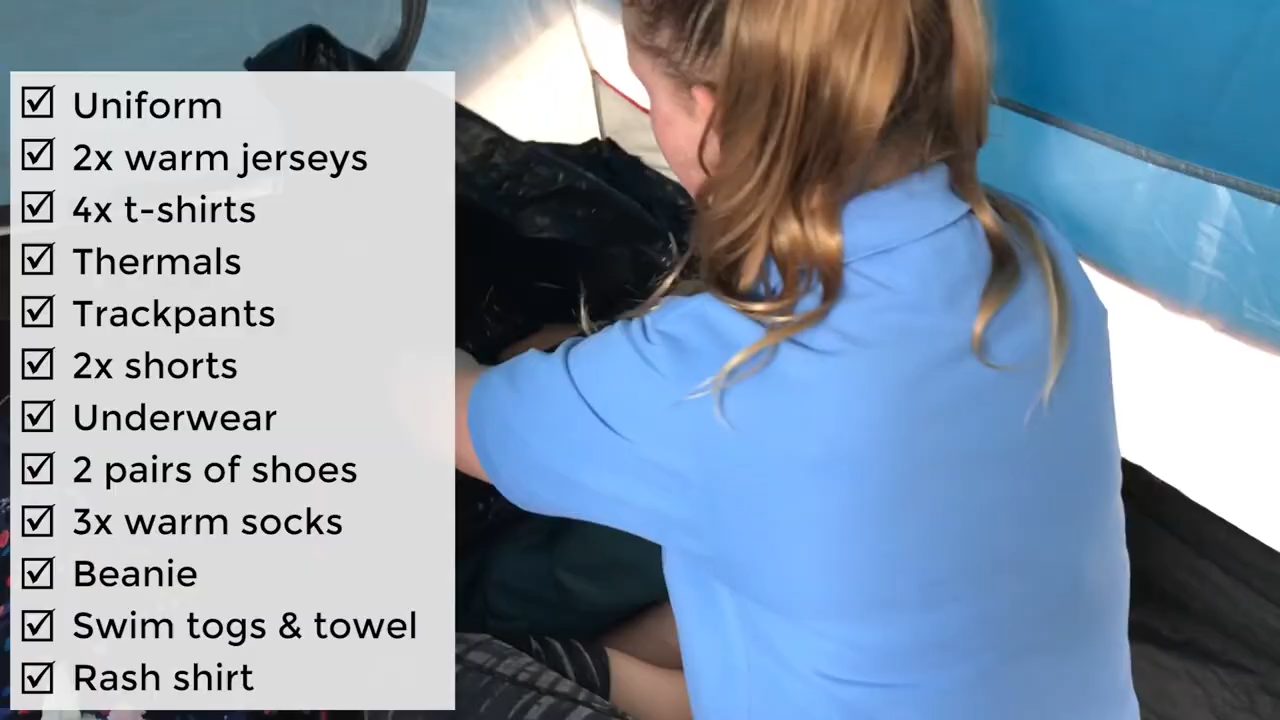 Uniform
2x warm jerseys
4x t-shirts
Thermals
Trackpants
2x shorts
Underwear
2 pairs of shoes
3x warm socks
Beanie
Swim togs & towel
Rash shirt